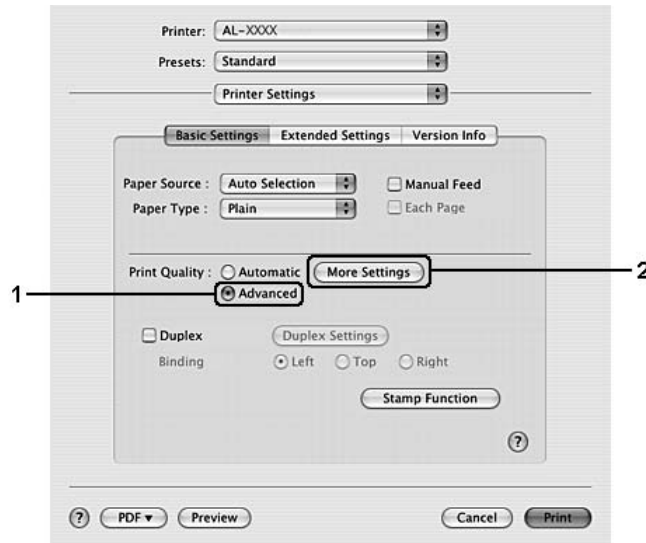 Printer: AL-XXXX
Presets: Standard
Printer Settings
Basic Settings Extended Settings Version Info
Paper Source : Auto Selection Manual Feed
Paper Type : Plain Each Page
Print Quality : Automatic More Settings 2
1 Advanced
Duplex Duplex Settings
Binding Left Top Right
Stamp Function
?
? PDF Preview Cancel Print